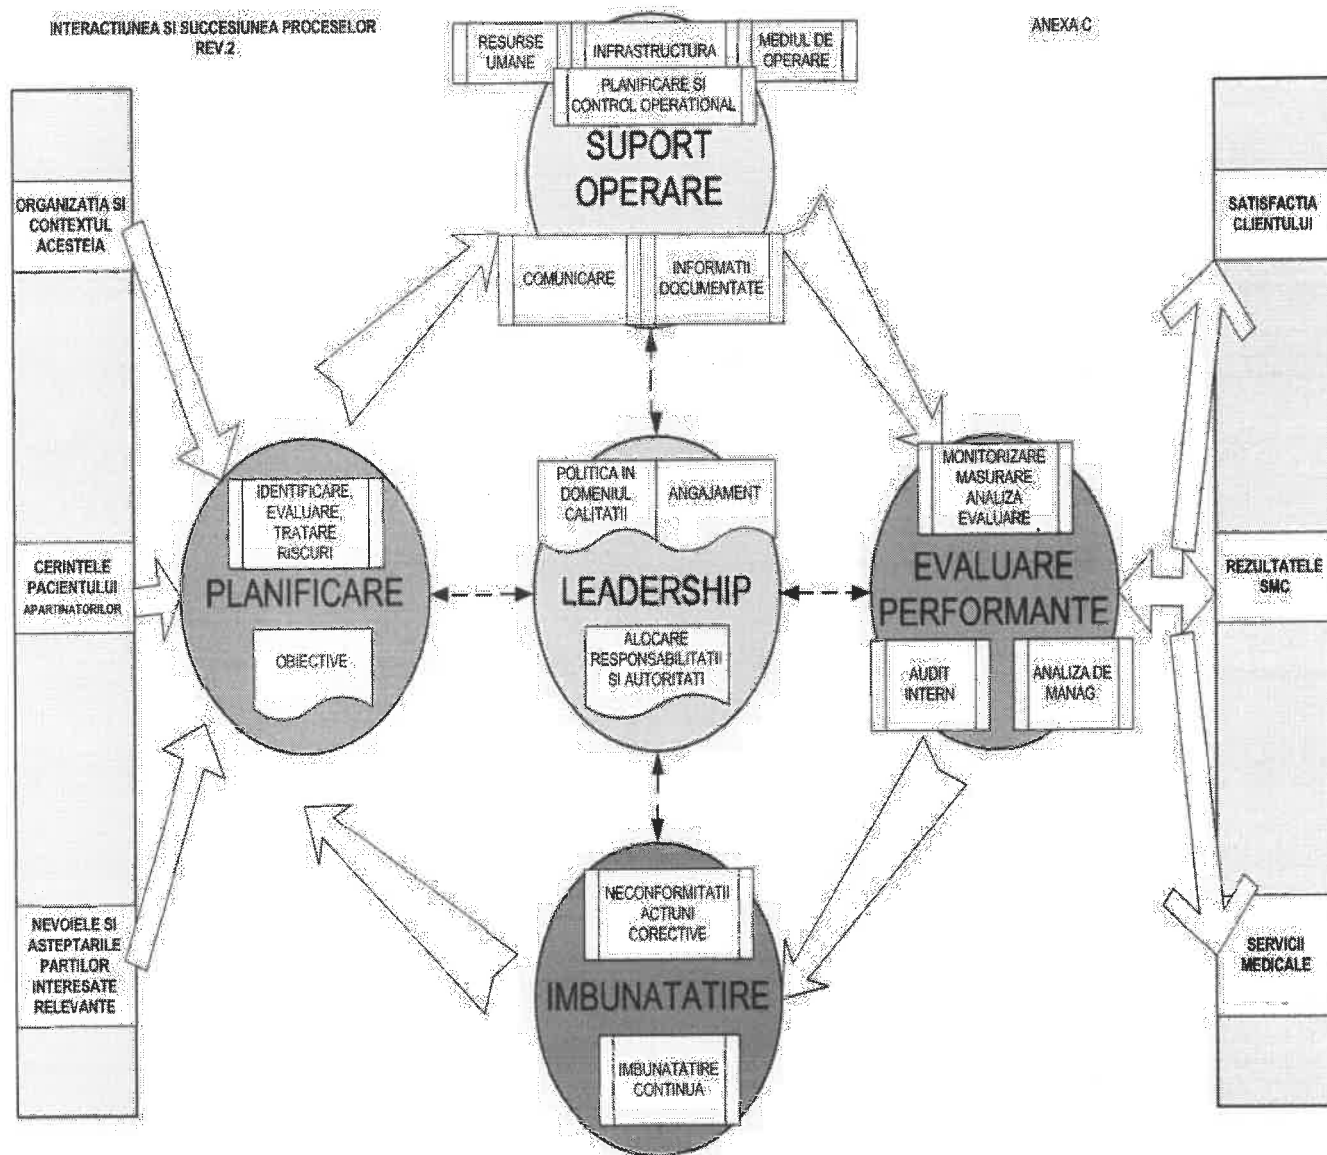 INTERACTIUNEA SI SUCCESIUNEA PROCESELOR
REV.2
ANEXA C
RESURSE
UMANE
INFRASTRUCTURA
MEDIUL DE
OPERARE
PLANIFICARE SI
CONTROL OPERATIONAL
SUPORT
OPERARE
COMUNICARE
INFORMATII
DOCUMENTATE
ORGANIZATIA SI
CONTEXTUL
ACESTEIA
CERINTELE
PACIENTULUI
APARTINATORILOR
NEVOIELE SI
ASTEPTARILE
PARTILOR
INTERESATE
RELEVANTE
IDENTIFICARE,
EVALUARE,
TRATARE
RISCURI
PLANIFICARE
OBIECTIVE
POLITICA IN
DOMENIUL
CALITATII
ANGAJAMENT
LEADERSHIP
ALOCARE
RESPONSABILITATII
SI AUTORITATI
MONITORIZARE
MASURARE,
ANALIZA
EVALUARE
EVALUARE
PERFORMANTE
AUDIT
INTERN
ANALIZA DE
MANAG
NECONFORMITATII
ACTIUNI
CORECTIVE
IMBUNATATIRE
IMBUNATATIRE
CONTINUA
SATISFACTIA
CLIENTULUI
REZULTATELE
SMC
SERVICII
MEDICALE